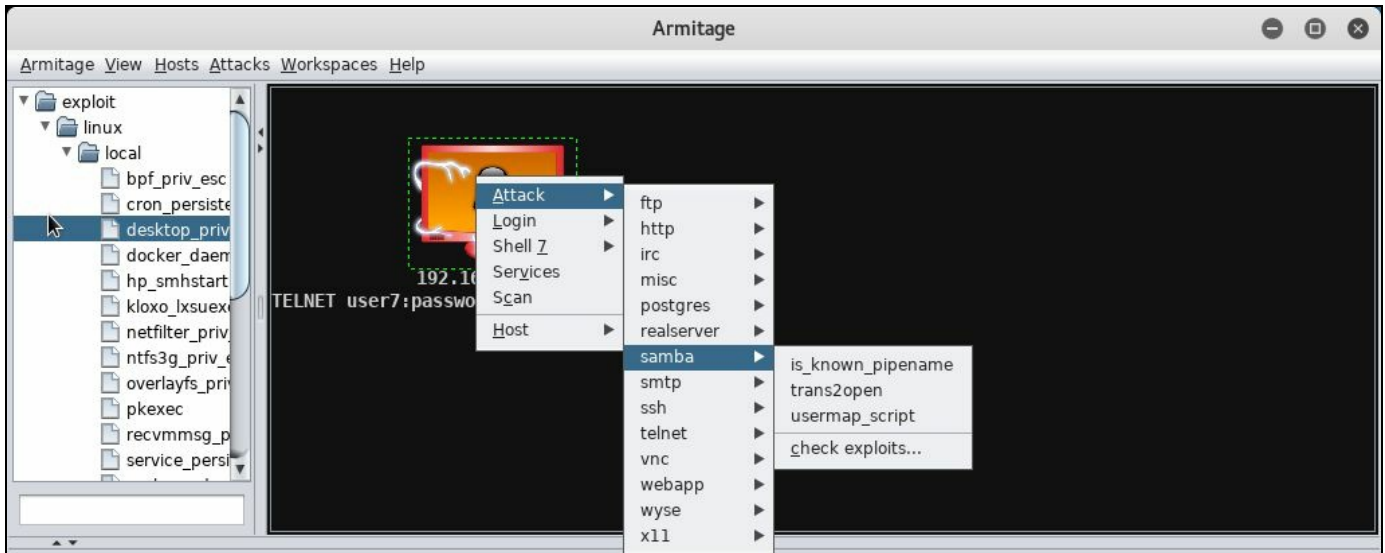 Armitage
Armitage View Hosts Attacks Workspaces Help
exploit
linux
local
bpf_priv_esc
cron_persiste
desktop_priv
docker_daem
hp_smhstart
kloxo_lxsuex
netfilter_priv
ntfs3g_priv_e
overlayfs_pri
pkexec
recvmmsg_p
service_persi
192.16
TELNET user7:passwo
Attack
Login
Shell 7
Services
Scan
Host
ftp
http
irc
misc
postgres
realserver
samba
smtp
ssh
telnet
vnc
webapp
wyse
x11
is_known_pipename
trans2open
usermap_script
check exploits...